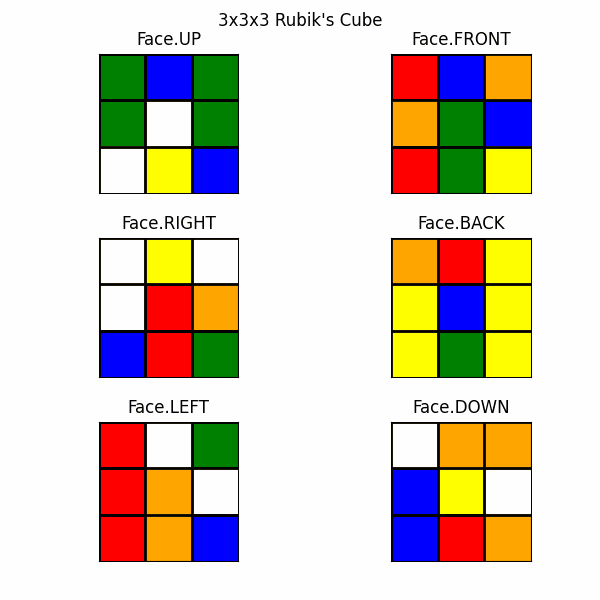 3x3x3 Rubik's Cube
Face.UP
Face.FRONT
Face.RIGHT
Face.BACK
Face.LEFT
Face.DOWN